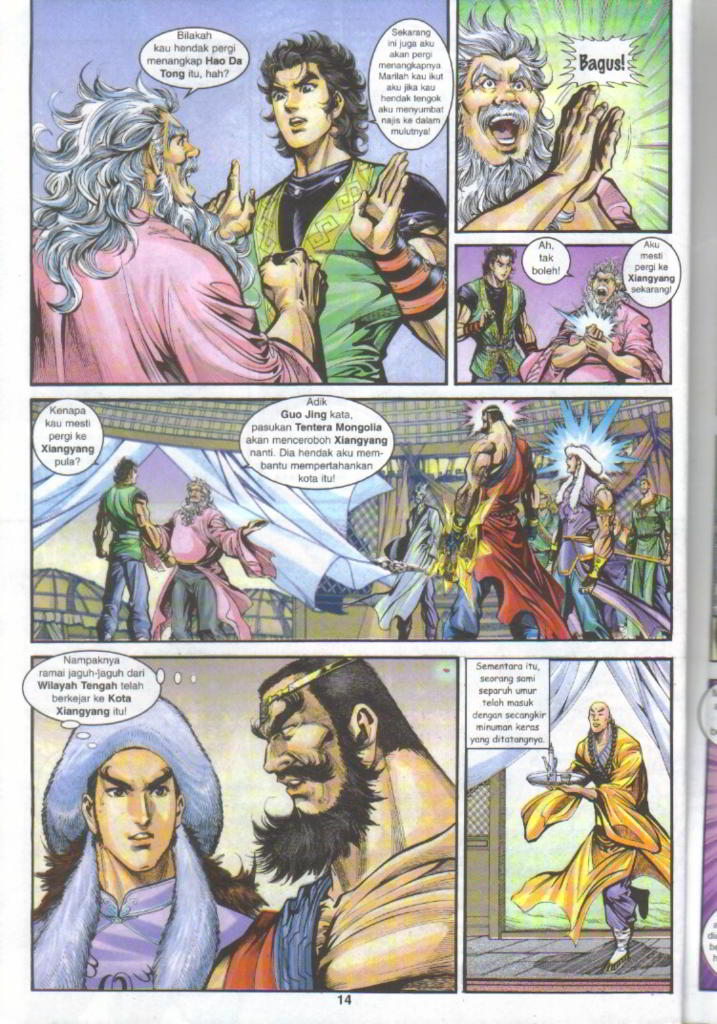 Bilakah
kau hendak pergi
menangkap Hao Da
Tong itu, hah?
Sekarang
ini juga aku
akan pergi
menangkapnya.
Marilah kau ikut
aku jika kau
hendak tengok
aku menyumbat
najis ke dalam
mulutnya!
Bagus!
Ah,
tak
boleh!
Aku
mesti
pergi ke
Xiangyang
sekarang!
Kenapa
kau mesti
pergi ke
Xiangyang
pula?
Adik
Guo Jing kata,
pasukan Tentera Mongolia
akan menceroboh Xiangyang
nanti. Dia hendak aku mem-
bantu mempertahankan
kota itu!
Nampaknya
ramai jaguh-jaguh dari
Wilayah Tengah telah
berkejar ke Kota
Xiangyang itu!
Sementara itu,
seorang sami
separuh umur
telah masuk
dengan secangkir
minuman keras
yang ditatangnya.
14